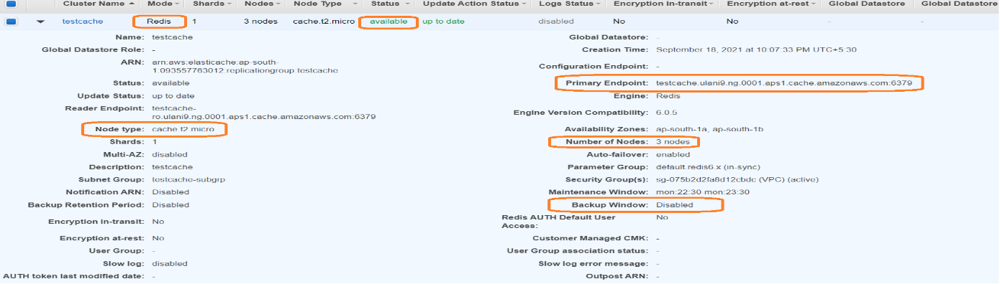 Cluster Name Mode Shards Nodes Node Type Status Update Action Status Logs Status Encryption in-transit Encryption at-rest Global Datastore Global Datastore
testcache Redis 1 3 nodes cache.t2.micro available up to date disabled No No - -
Name: testcache
Global Datastore Role: -
ARN: arn:aws:elasticache:ap-south-
1:093557763012:replicationgroup:testcache
Status: available
Update Status: up to date
Reader Endpoint: testcache-
ro.ulani9.ng.0001.aps1.cache.amazonaws.com:6379
Node type: cache.t2.micro
Shards: 1
Multi-AZ: disabled
Description: testcache
Subnet Group: testcache-subgrp
Notification ARN: Disabled
Backup Retention Period: Disabled
Encryption in-transit: No
Encryption at-rest: No
User Group: -
Slow log: disabled
AUTH token last modified date: -
Global Datastore: -
Creation Time: September 18, 2021 at 10:07:33 PM UTC+5:30
Configuration Endpoint: -
Primary Endpoint: testcache.ulani9.ng.0001.aps1.cache.amazonaws.com:6379
Engine: Redis
Engine Version Compatibility: 6.0.5
Availability Zones: ap-south-1a, ap-south-1b
Number of Nodes: 3 nodes
Auto-failover: enabled
Parameter Group: default.redis6.x (in-sync)
Security Group(s): sg-075b2d2fa8d12cbdc (VPC) (active)
Maintenance Window: mon:22:30-mon:23:30
Backup Window: Disabled
Redis AUTH Default User No
Access:
Customer Managed CMK: -
User Group association status: -
Slow log error message: -
Outpost ARN: -